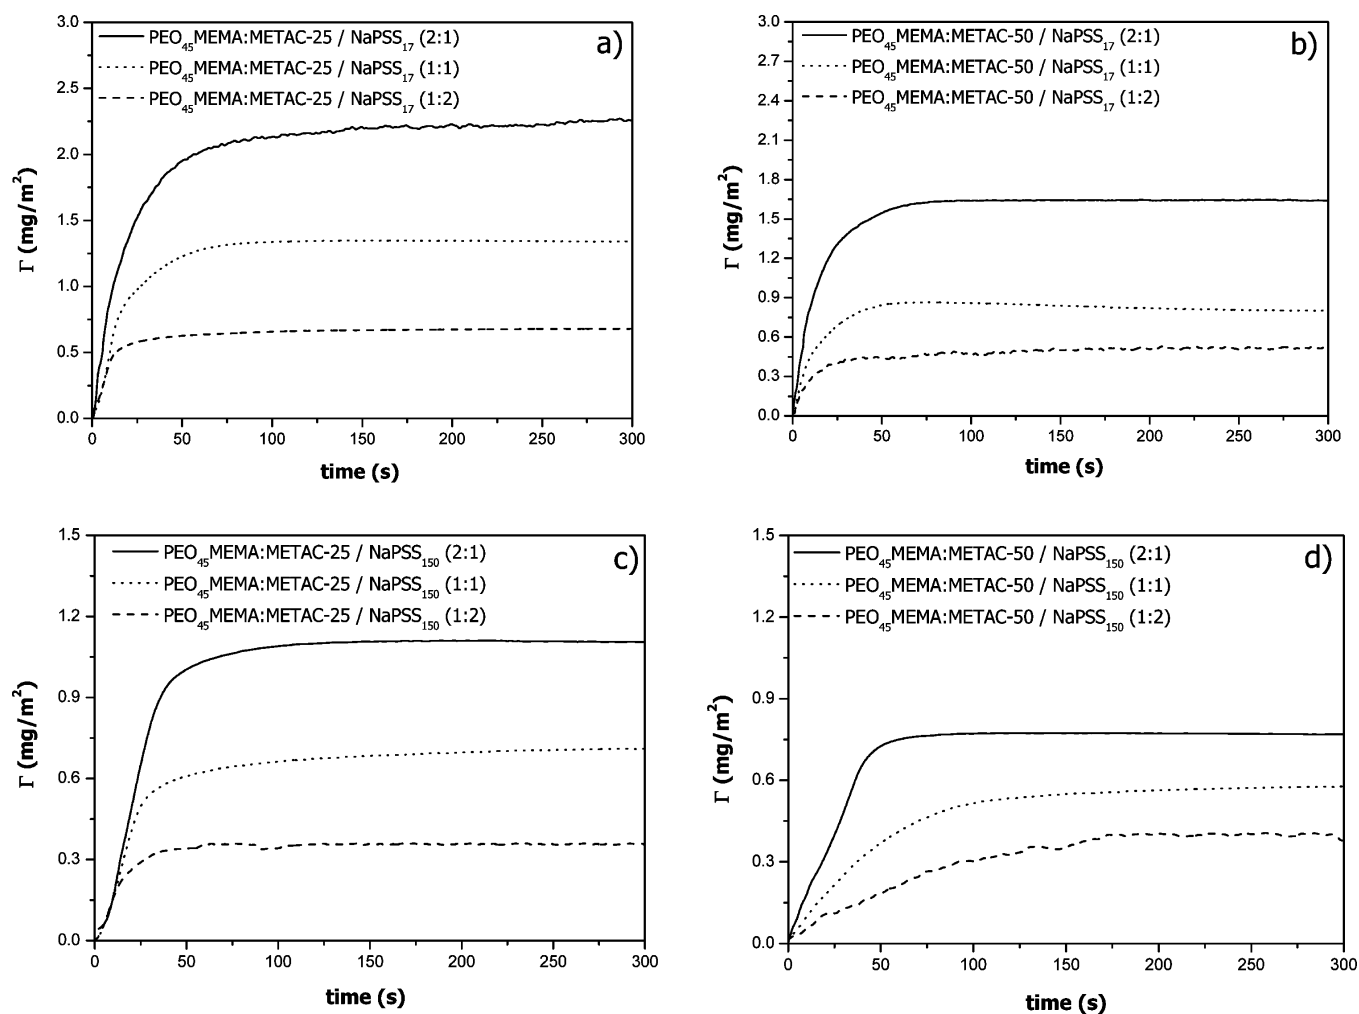 a)
PEO₄₅MEMA:METAC-25 / NaPSS₁₇ (2:1)
PEO₄₅MEMA:METAC-25 / NaPSS₁₇ (1:1)
PEO₄₅MEMA:METAC-25 / NaPSS₁₇ (1:2)
3.0
2.5
2.0
1.5
1.0
0.5
0.0
Γ (mg/m²)
0 50 100 150 200 250 300
time (s)
b)
PEO₄₅MEMA:METAC-50 / NaPSS₁₇ (2:1)
PEO₄₅MEMA:METAC-50 / NaPSS₁₇ (1:1)
PEO₄₅MEMA:METAC-50 / NaPSS₁₇ (1:2)
3.0
2.7
2.4
2.1
1.8
1.5
1.2
0.9
0.6
0.3
0.0
Γ (mg/m²)
0 50 100 150 200 250 300
time (s)
c)
PEO₄₅MEMA:METAC-25 / NaPSS₁₅₀ (2:1)
PEO₄₅MEMA:METAC-25 / NaPSS₁₅₀ (1:1)
PEO₄₅MEMA:METAC-25 / NaPSS₁₅₀ (1:2)
1.5
1.2
0.9
0.6
0.3
0.0
Γ (mg/m²)
0 50 100 150 200 250 300
time (s)
d)
PEO₄₅MEMA:METAC-50 / NaPSS₁₅₀ (2:1)
PEO₄₅MEMA:METAC-50 / NaPSS₁₅₀ (1:1)
PEO₄₅MEMA:METAC-50 / NaPSS₁₅₀ (1:2)
1.5
1.2
0.9
0.6
0.3
0.0
Γ (mg/m²)
0 50 100 150 200 250 300
time (s)